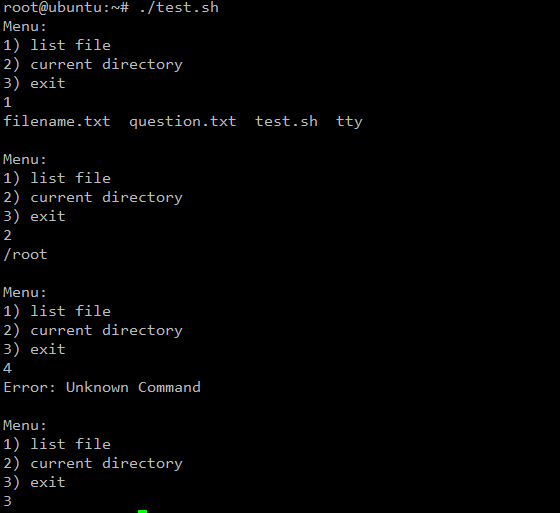 root@ubuntu:~# ./test.sh
Menu:
1) list file
2) current directory
3) exit
1
filename.txt  question.txt  test.sh  tty

Menu:
1) list file
2) current directory
3) exit
2
/root

Menu:
1) list file
2) current directory
3) exit
4
Error: Unknown Command

Menu:
1) list file
2) current directory
3) exit
3